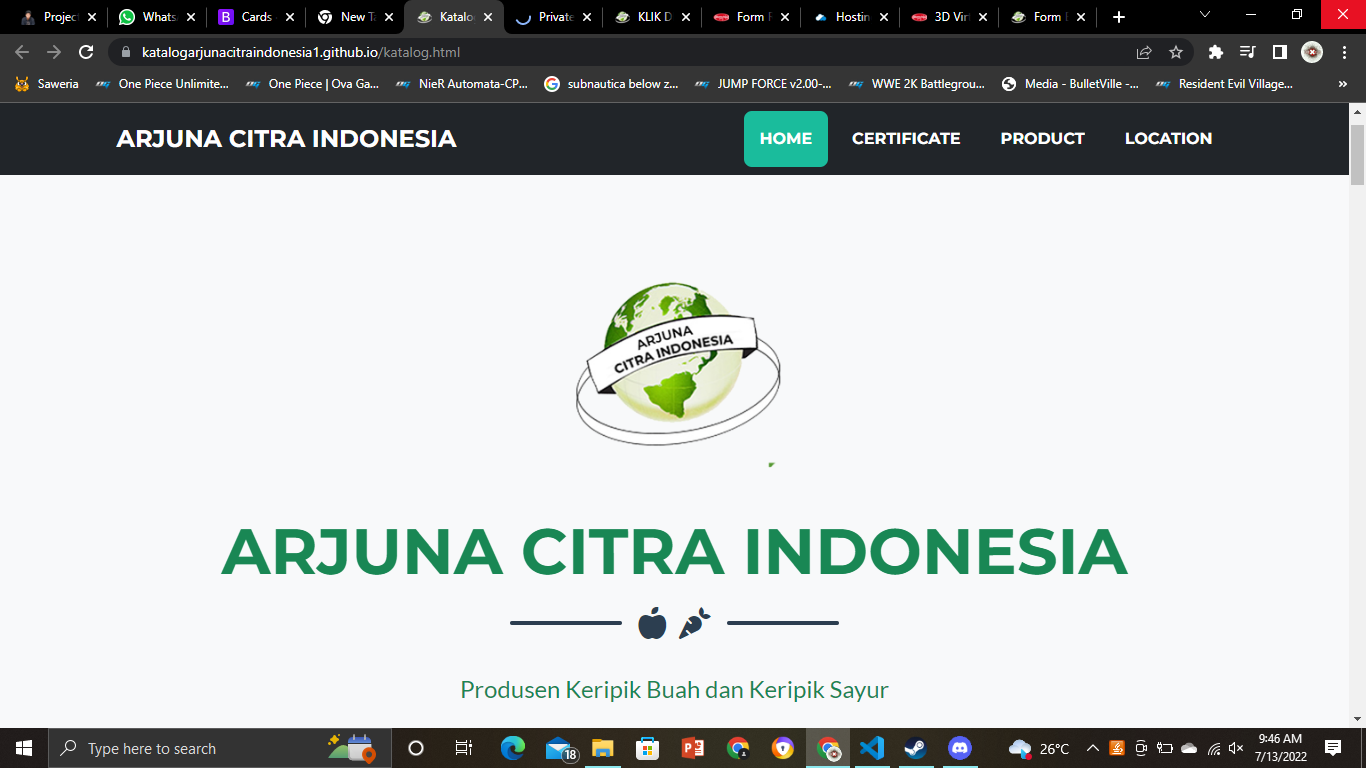 Project
Whats
Cards
New Ta
Katalo
Private
KLIK D
Form
Hostin
3D Vir
Form
katalogarjunacitraindonesia1.github.io/katalog.html
Saweria
One Piece Unlimite...
One Piece | Ova Ga...
NieR Automata-CP...
subnautica below z...
JUMP FORCE v2.00-...
WWE 2K Battlegrou...
Media - BulletVille -...
Resident Evil Village...
»
ARJUNA CITRA INDONESIA
HOME
CERTIFICATE
PRODUCT
LOCATION
ARJUNA
CITRA INDONESIA
ARJUNA CITRA INDONESIA
Produsen Keripik Buah dan Keripik Sayur
Type here to search
18
26°C
9:46 AM
7/13/2022